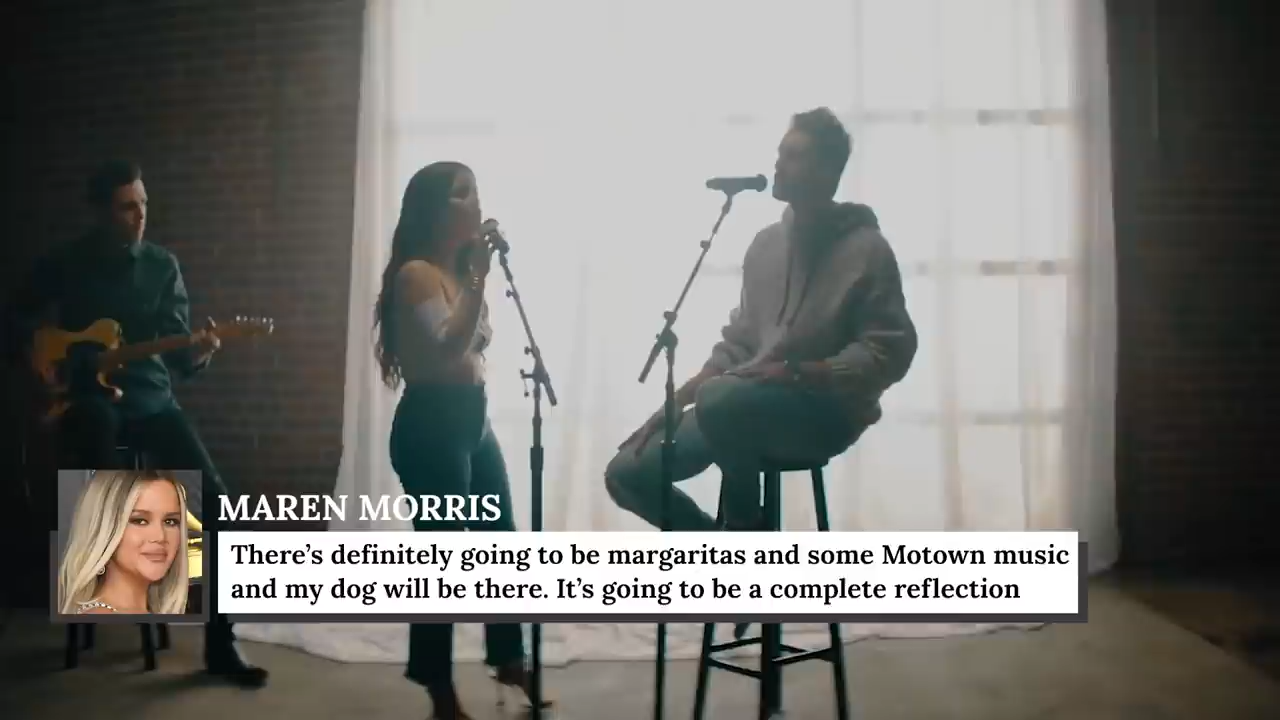 MAREN MORRIS
There's definitely going to be margaritas and some Motown music
and my dog will be there. It's going to be a complete reflection